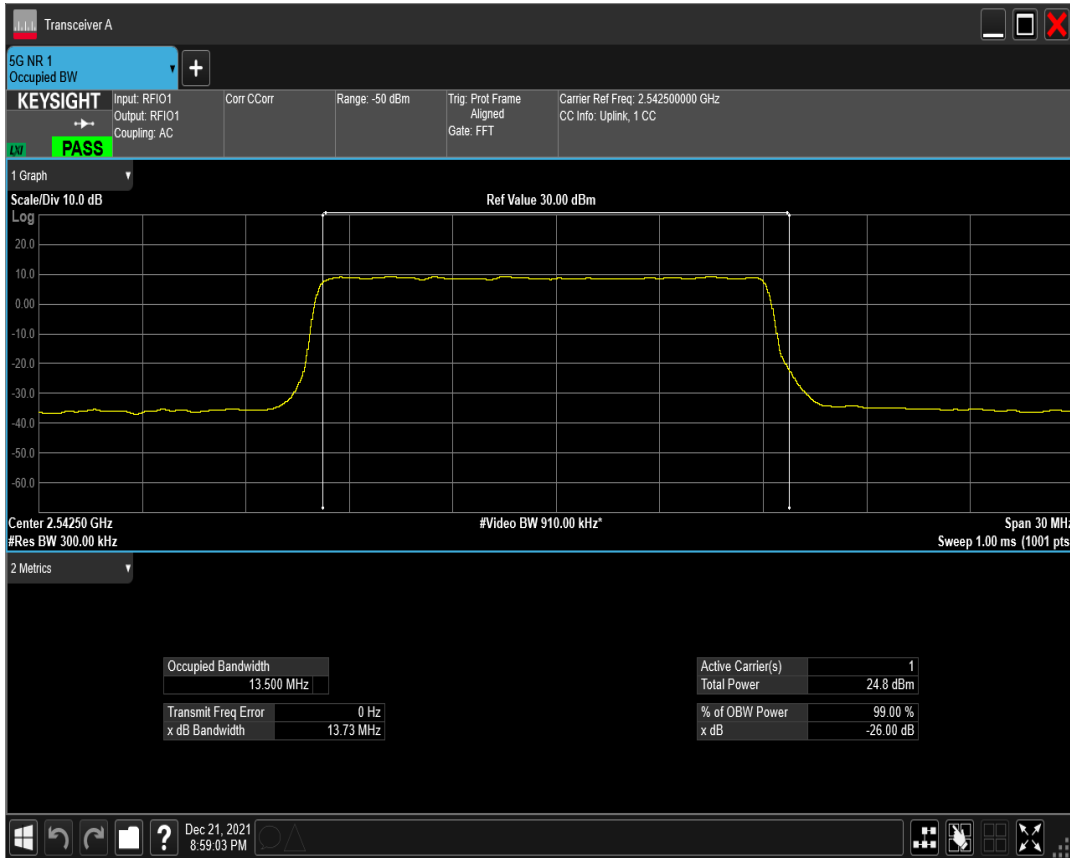 Transceiver A
5G NR 1
Occupied BW
KEYSIGHT
LXI
PASS
Input: RFIO1
Output: RFIO1
Coupling: AC
Corr CCorr
Range: -50 dBm
Trig: Prot Frame
Aligned
Gate: FFT
Carrier Ref Freq: 2.542500000 GHz
CC Info: Uplink, 1 CC
1 Graph
Scale/Div 10.0 dB
Ref Value 30.00 dBm
Log
20.0
10.0
0.00
-10.0
-20.0
-30.0
-40.0
-50.0
-60.0
Center 2.54250 GHz
#Video BW 910.00 kHz*
Span 30 MHz
#Res BW 300.00 kHz
Sweep 1.00 ms (1001 pts
2 Metrics
Occupied Bandwidth
13.500 MHz
Transmit Freq Error 0 Hz
x dB Bandwidth 13.73 MHz
Active Carrier(s) 1
Total Power 24.8 dBm
% of OBW Power 99.00 %
x dB -26.00 dB
?
Dec 21, 2021
8:59:03 PM